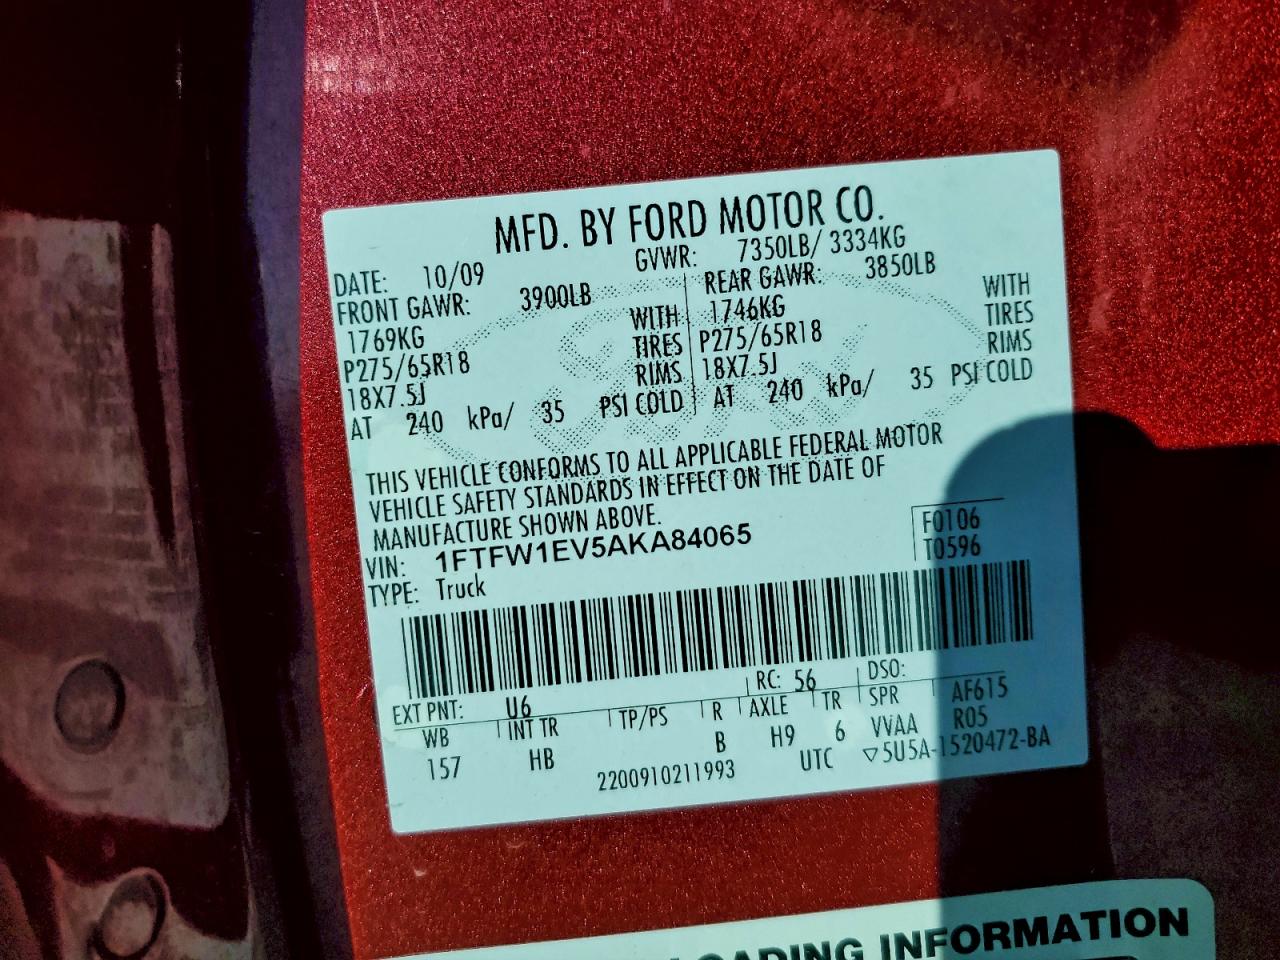 MFD. BY FORD MOTOR CO.
DATE: 10/09 GVWR: 7350LB/ 3334KG
FRONT GAWR: 3900LB REAR GAWR: 3850LB
1769KG WITH 1746KG WITH
P275/65R18 TIRES P275/65R18 TIRES
18X7.5J RIMS 18X7.5J RIMS
AT 240 kPa/ 35 PSI COLD AT 240 kPa/ 35 PSI COLD
THIS VEHICLE CONFORMS TO ALL APPLICABLE FEDERAL MOTOR
VEHICLE SAFETY STANDARDS IN EFFECT ON THE DATE OF
MANUFACTURE SHOWN ABOVE.
VIN: 1FTFW1EV5AKA84065 F0106
TYPE: Truck T0596
EXT PNT: U6 RC: 56 DSO:
WB INT TR TP/PS R AXLE TR SPR AF615
157 HB B H9 6 VVAA R05
2200910211993 UTC ▽5U5A-1520472-BA
LOADING INFORMATION